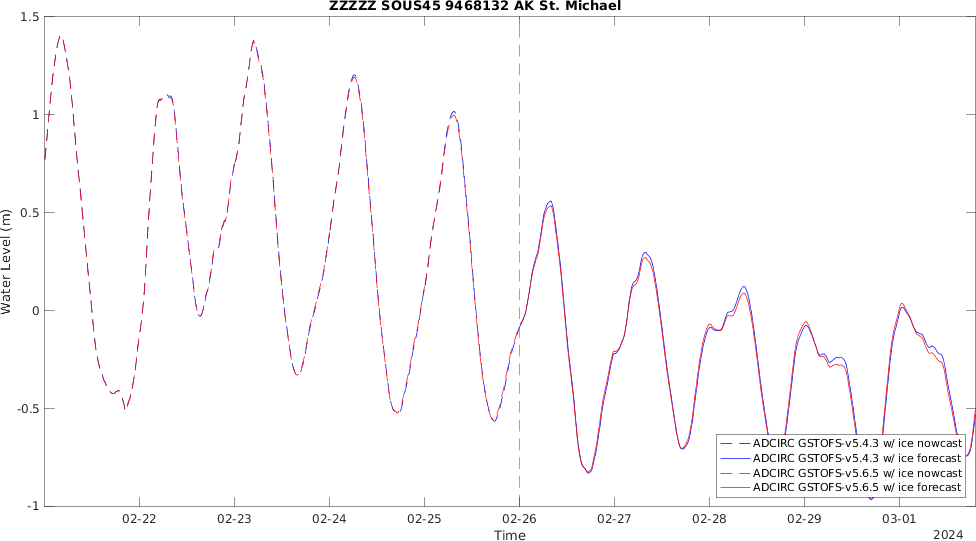 ZZZZZ SOUS45 9468132 AK St. Michael
1.5
1
0.5
0
-0.5
-1
Water Level (m)
02-22 02-23 02-24 02-25 02-26 02-27 02-28 02-29 03-01
Time
2024
ADCIRC GSTOFS-v5.4.3 w/ ice nowcast
ADCIRC GSTOFS-v5.4.3 w/ ice forecast
ADCIRC GSTOFS-v5.6.5 w/ ice nowcast
ADCIRC GSTOFS-v5.6.5 w/ ice forecast